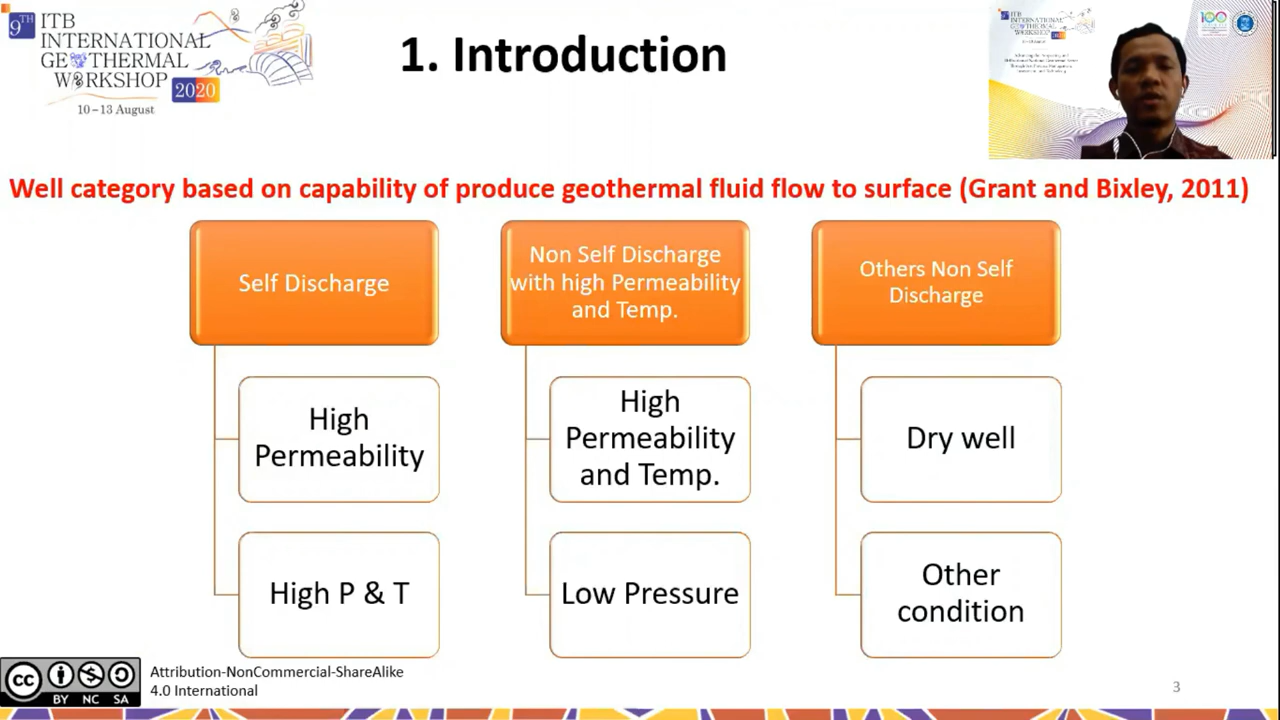 9TH ITB
INTERNATIONAL
GEOTHERMAL
WORKSHOP
2020
10-13 August
1. Introduction
Well category based on capability of produce geothermal fluid flow to surface (Grant and Bixley, 2011)
Self Discharge
High
Permeability
High P & T
Non Self Discharge
with high Permeability
and Temp.
High
Permeability
and Temp.
Low Pressure
Others Non Self
Discharge
Dry well
Other
condition
cc
BY NC SA
Attribution-NonCommercial-ShareAlike
4.0 International
3